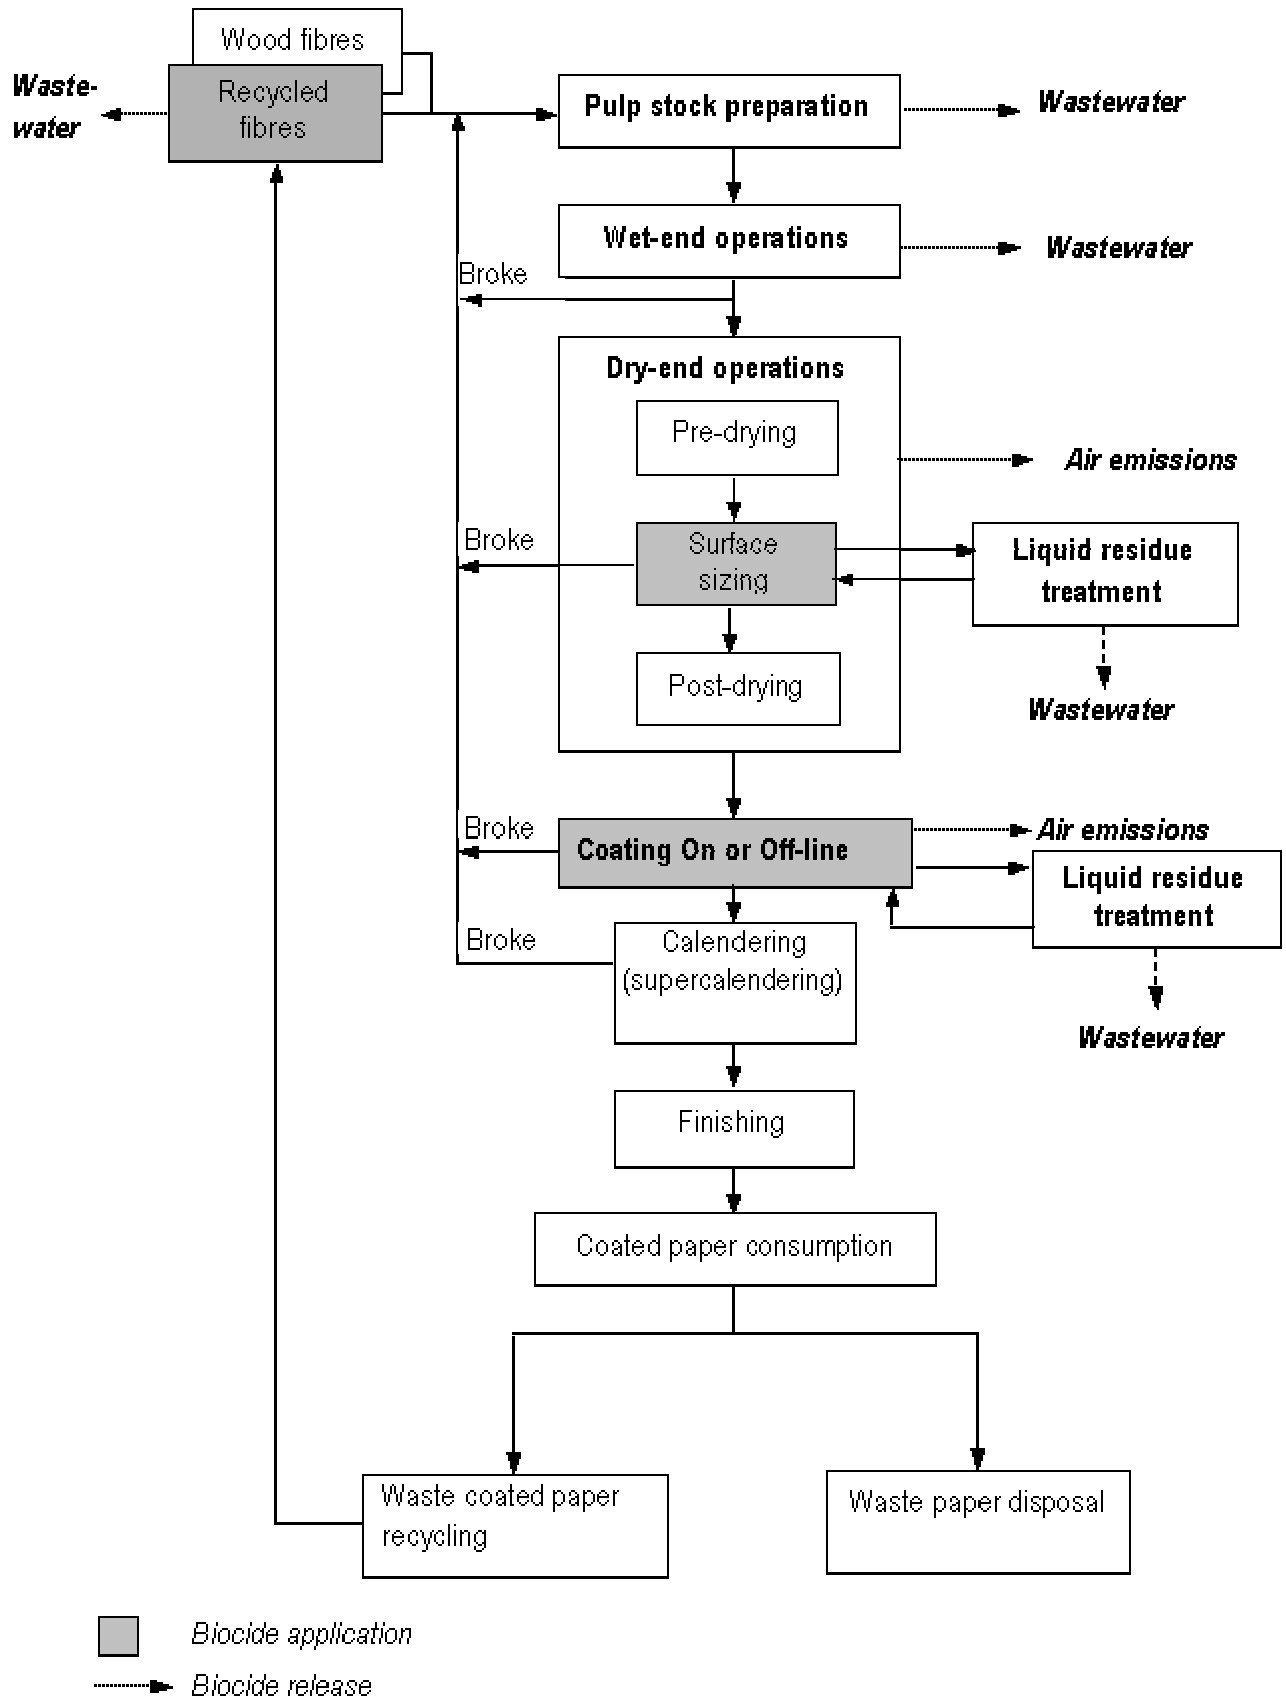 Wood fibres
Waste-
water
Recycled
fibres
Pulp stock preparation
Wastewater
Wet-end operations
Wastewater
Broke
Dry-end operations
Pre-drying
Air emissions
Broke
Surface
sizing
Liquid residue
treatment
Post-drying
Wastewater
Broke
Coating On or Off-line
Air emissions
Liquid residue
treatment
Broke
Calendering
(supercalendering)
Wastewater
Finishing
Coated paper consumption
Waste coated paper
recycling
Waste paper disposal
Biocide application
Biocide release